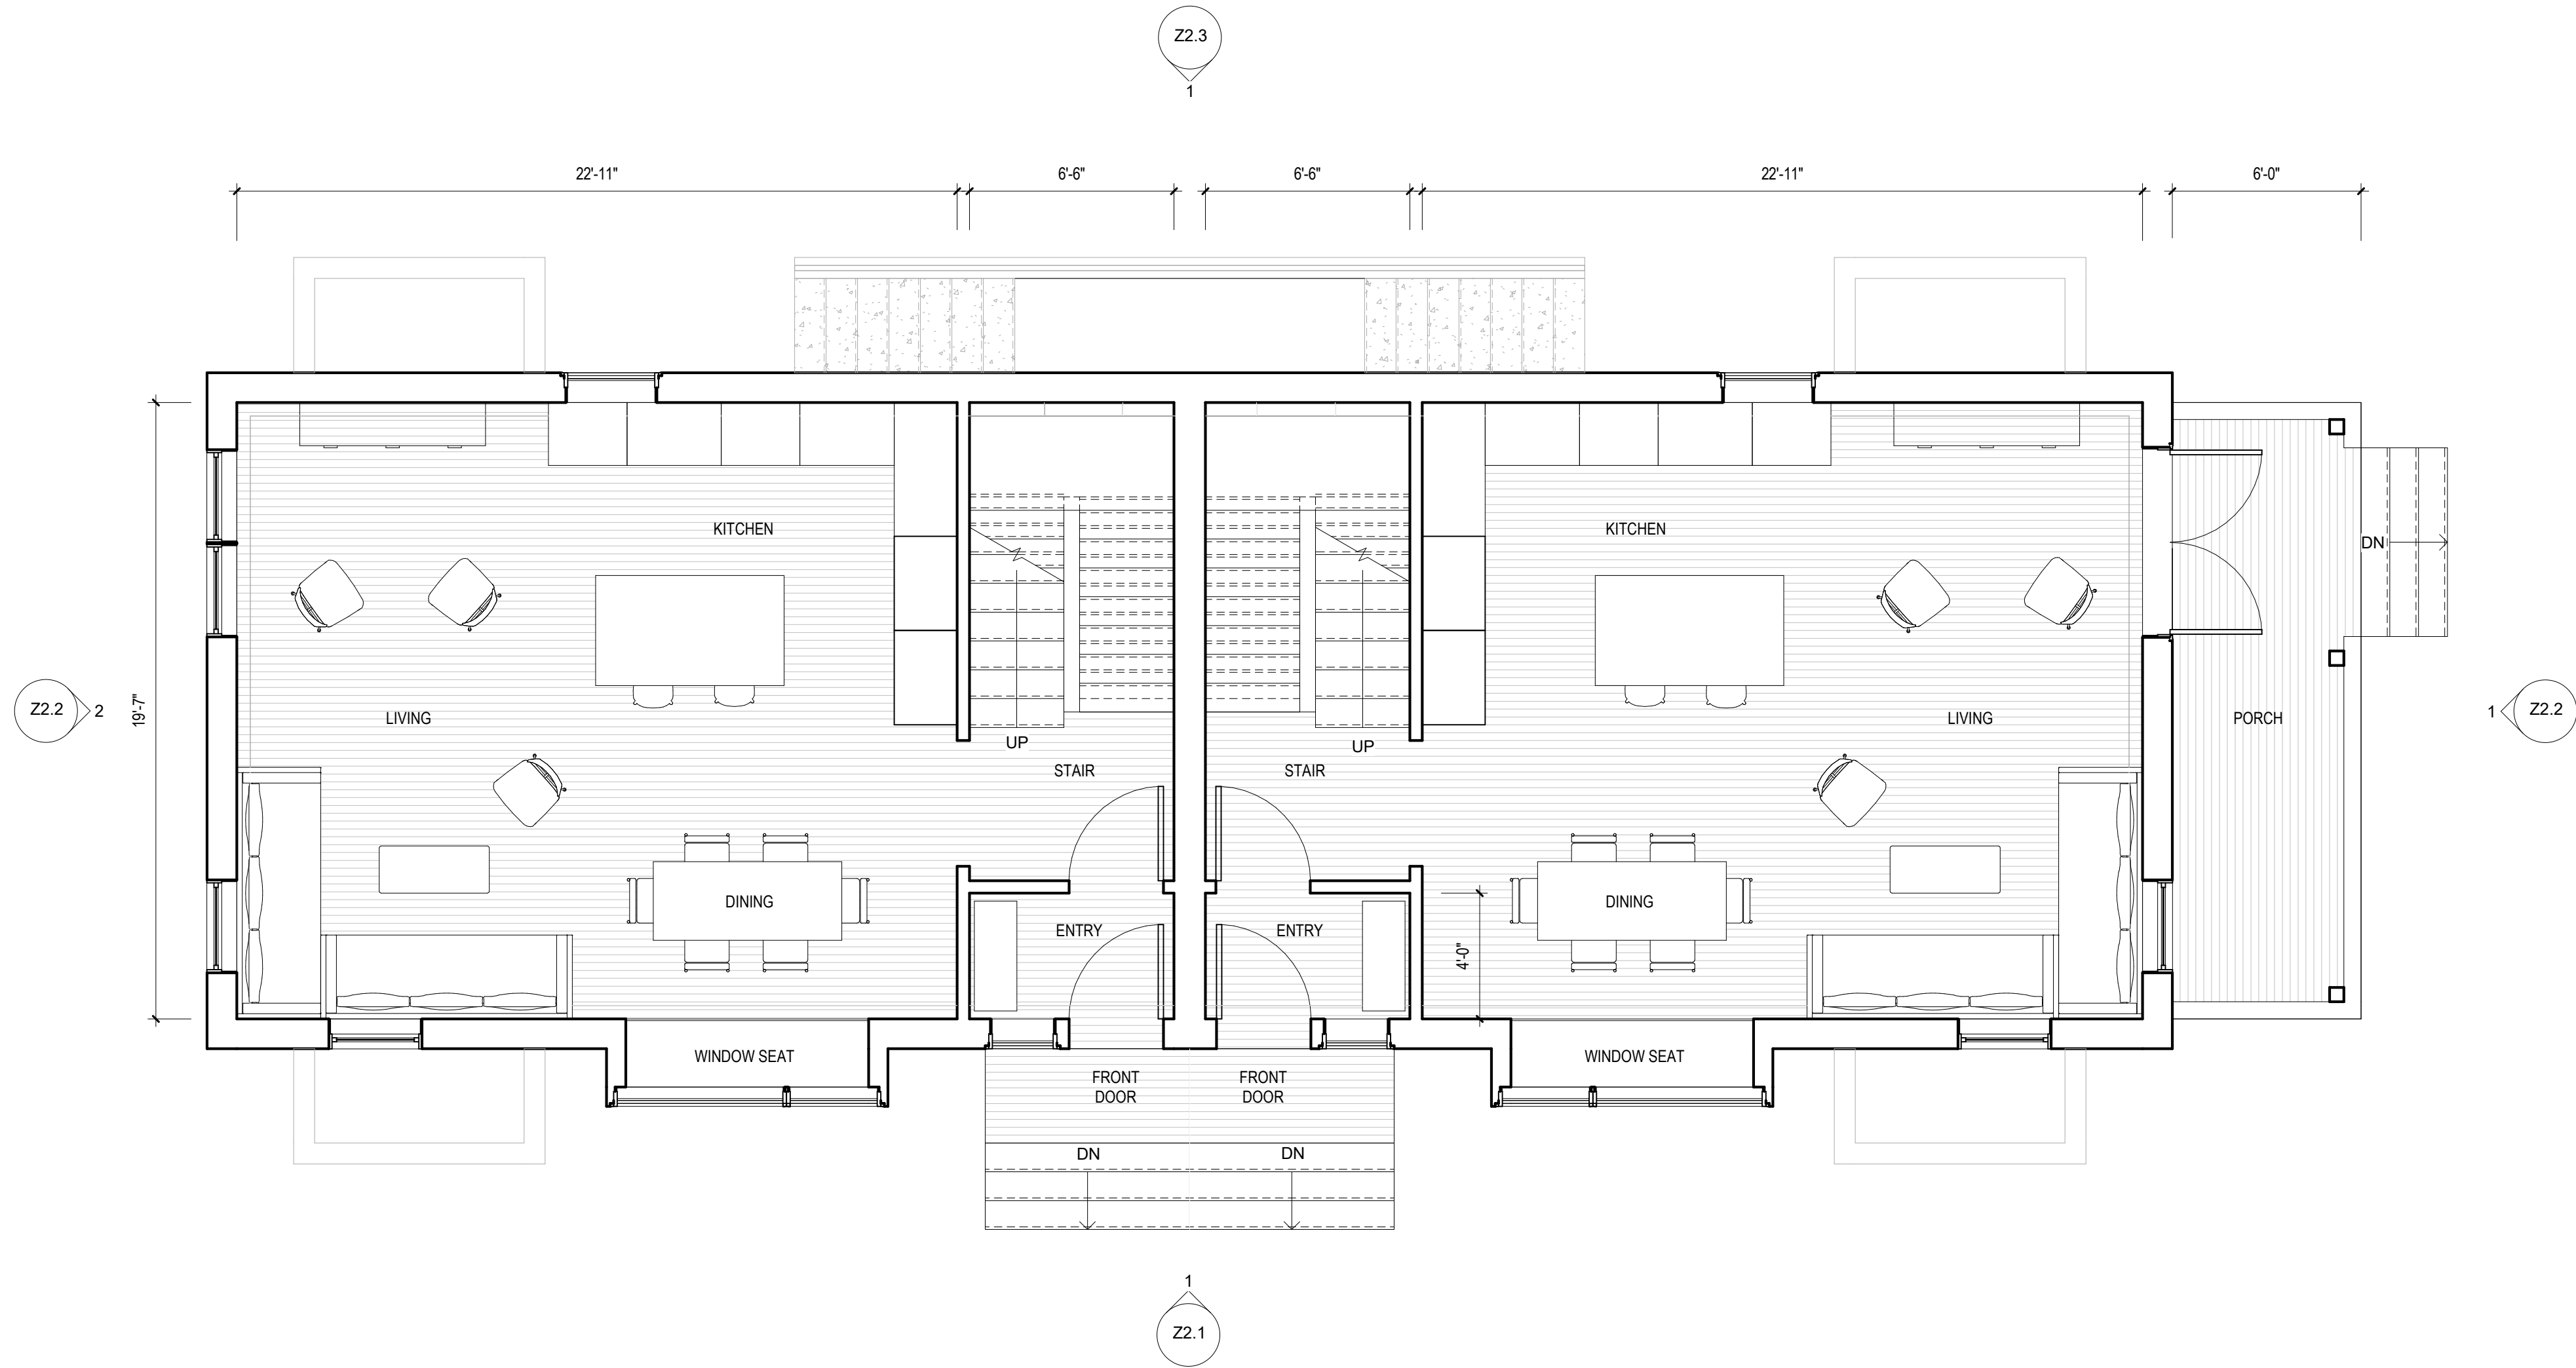 Z2.3
1
22'-11"
6'-6"
6'-6"
22'-11"
6'-0"
KITCHEN
KITCHEN
DN
Z2.2
2
19'-7"
LIVING
LIVING
PORCH
1
Z2.2
UP
UP
STAIR
STAIR
DINING
DINING
ENTRY
ENTRY
4'-0"
WINDOW SEAT
WINDOW SEAT
FRONT
DOOR
FRONT
DOOR
DN
DN
1
Z2.1